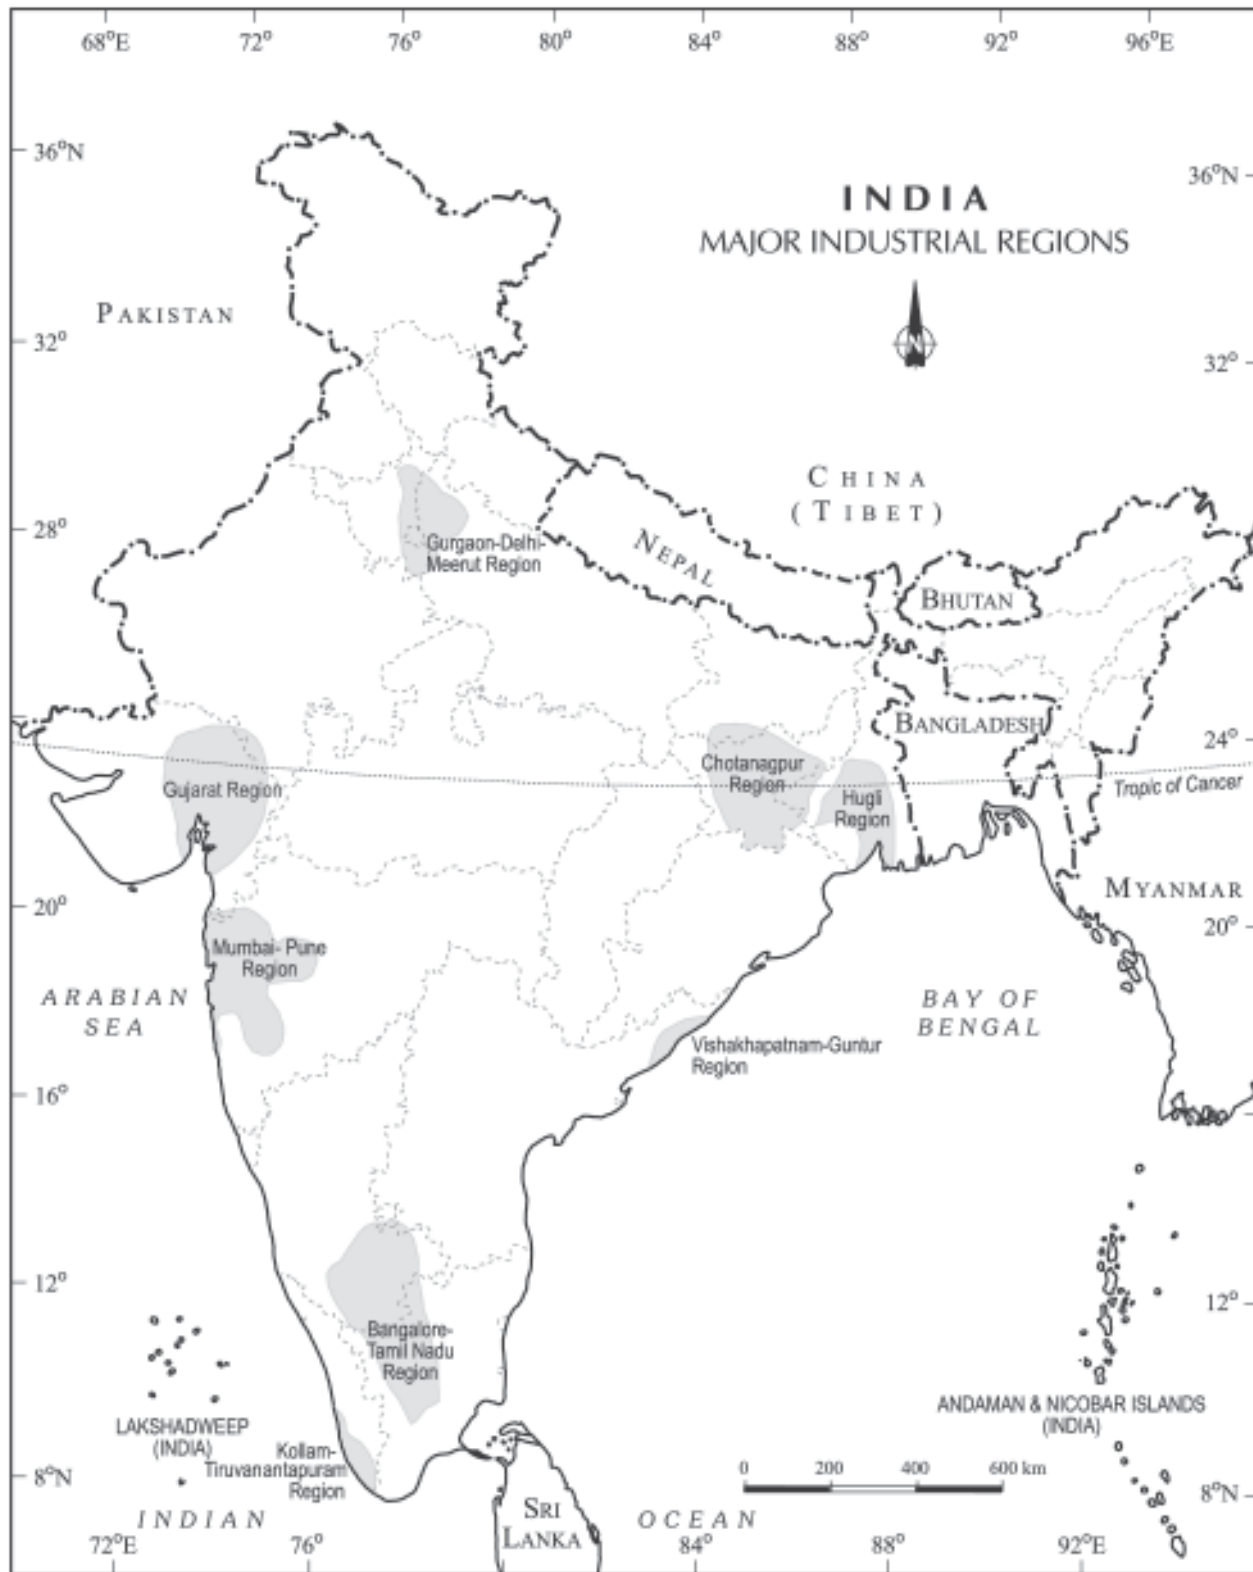 68°E 72° 76° 80° 84° 88° 92° 96°E
36°N
36°N
INDIA
MAJOR INDUSTRIAL REGIONS
PAKISTAN
32°
32°
CHINA
(TIBET)
28°
Gurgaon-Delhi-
Meerut Region
NEPAL
BHUTAN
BANGLADESH
24°
Chotanagpur
Region
Gujarat Region
Hugli
Region
Tropic of Cancer
MYANMAR
20°
20°
Mumbai- Pune
Region
ARABIAN
SEA
BAY OF
BENGAL
Vishakhapatnam-Guntur
Region
16°
12°
12°
Bangalore-
Tamil Nadu
Region
LAKSHADWEEP
(INDIA)
ANDAMAN & NICOBAR ISLANDS
(INDIA)
Kollam-
Tiruvanantapuram
Region
8°N
0 200 400 600 km
8°N
SRI
LANKA
INDIAN OCEAN
72°E 76° 84° 88° 92°E